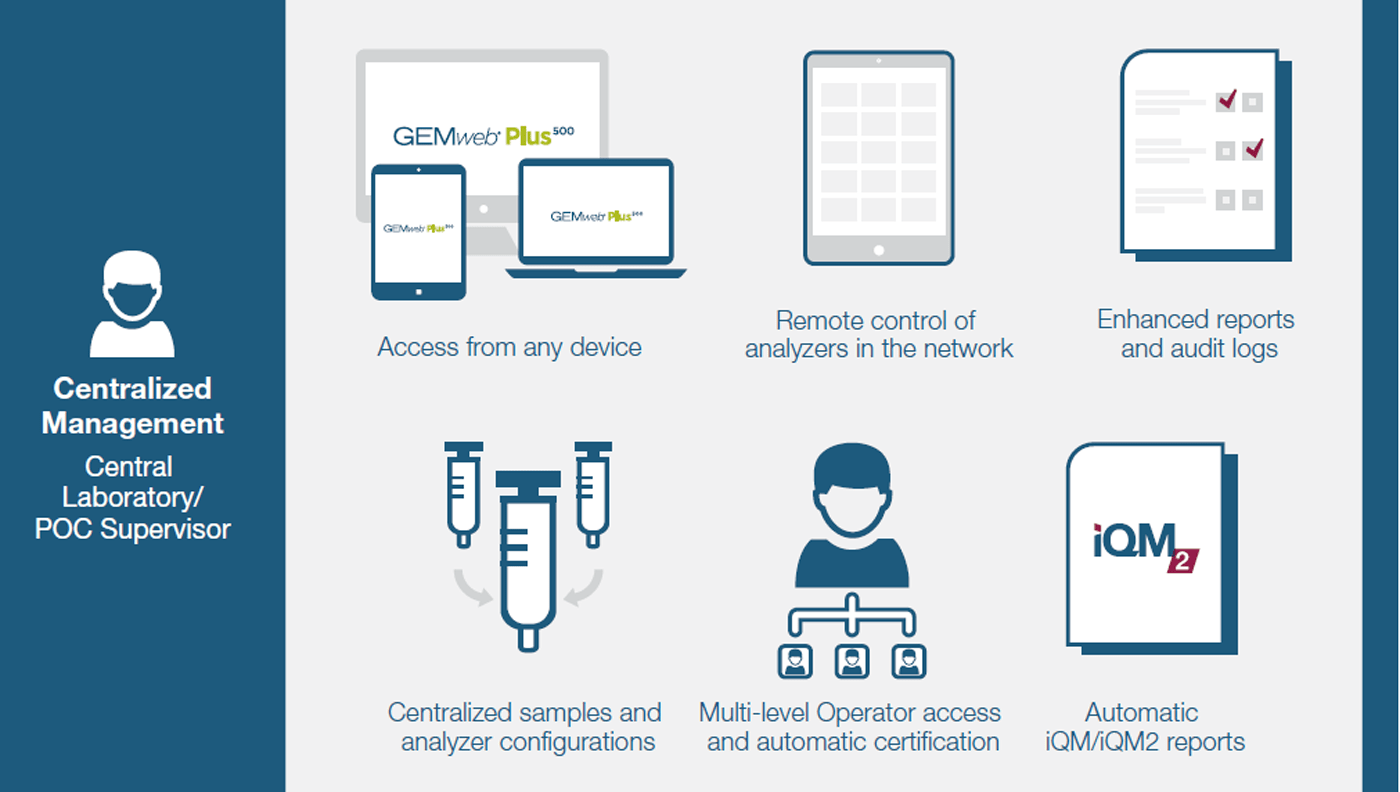 Centralized
Management
Central
Laboratory/
POC Supervisor
GEMweb® Plus 500
GEMweb® Plus 500
GEMweb® Plus 500
Access from any device
Remote control of
analyzers in the network
Enhanced reports
and audit logs
Centralized samples and
analyzer configurations
Multi-level Operator access
and automatic certification
iQM2
Automatic
iQM/iQM2 reports